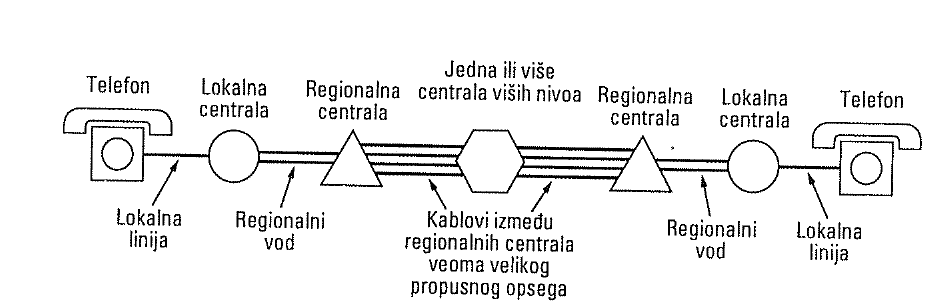 Telefon
Lokalna
centrala
Regionalna
centrala
Jedna ili više
centrala viših nivoa
Regionalna
centrala
Lokalna
centrala
Telefon
Lokalna
linija
Regionalni
vod
Kablovi između
regionalnih centrala
veoma velikog
propusnog opsega
Regionalni
vod
Lokalna
linija